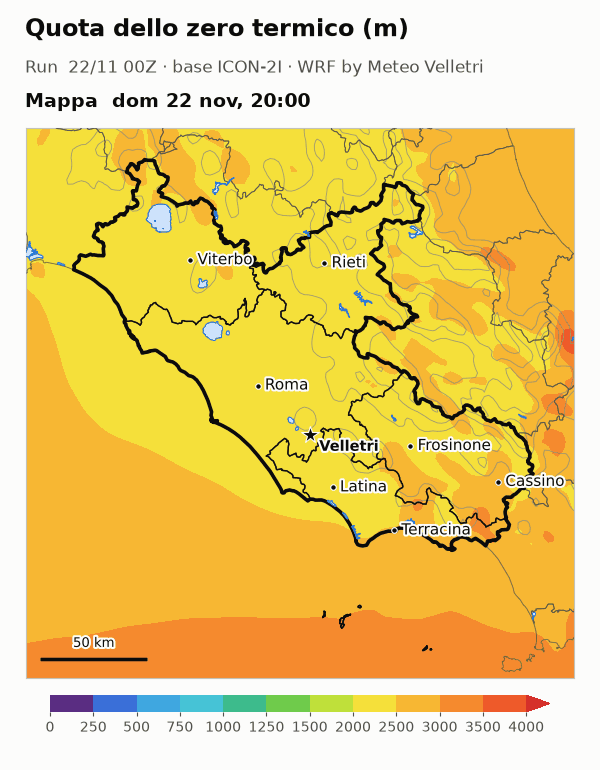 Quota dello zero termico (m)
Run  22/11 00Z · base ICON-2I · WRF by Meteo Velletri
Mappa  dom 22 nov, 20:00
Viterbo
Rieti
Roma
Velletri
Frosinone
Cassino
Latina
Terracina
50 km
0 250 500 750 1000 1250 1500 2000 2500 3000 3500 4000